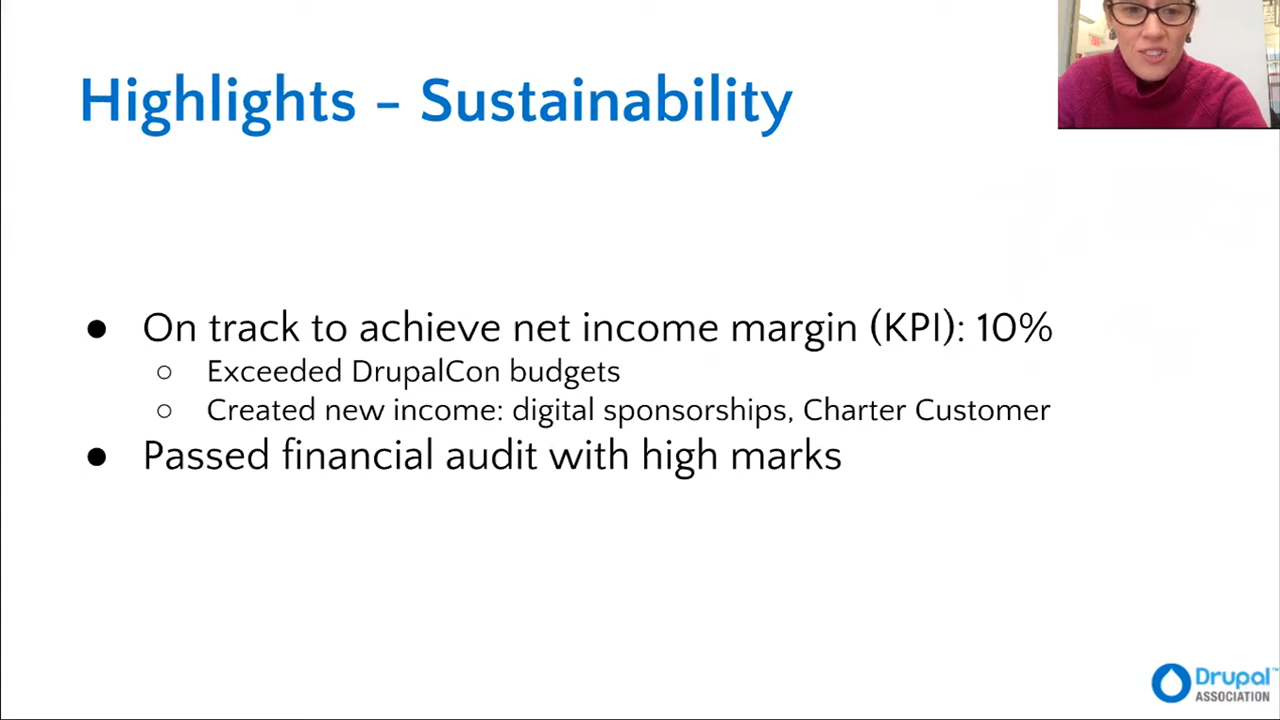 Highlights – Sustainability
● On track to achieve net income margin (KPI): 10%
○ Exceeded DrupalCon budgets
○ Created new income: digital sponsorships, Charter Customer
● Passed financial audit with high marks
Drupal™
ASSOCIATION